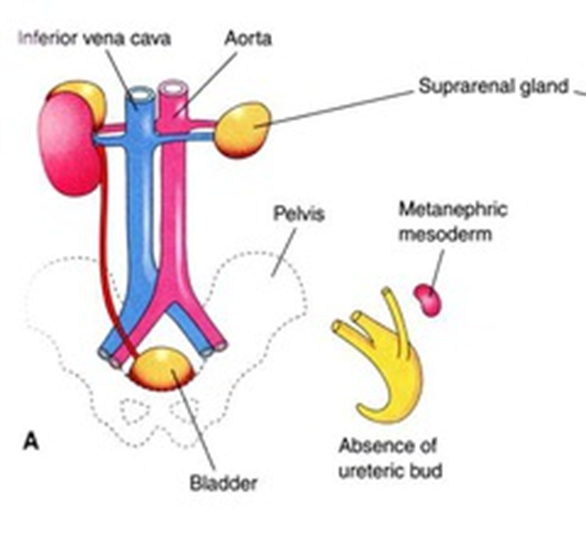 Inferior vena cava
Aorta
Suprarenal gland
Pelvis
Metanephric
mesoderm
A
Absence of
ureteric bud
Bladder